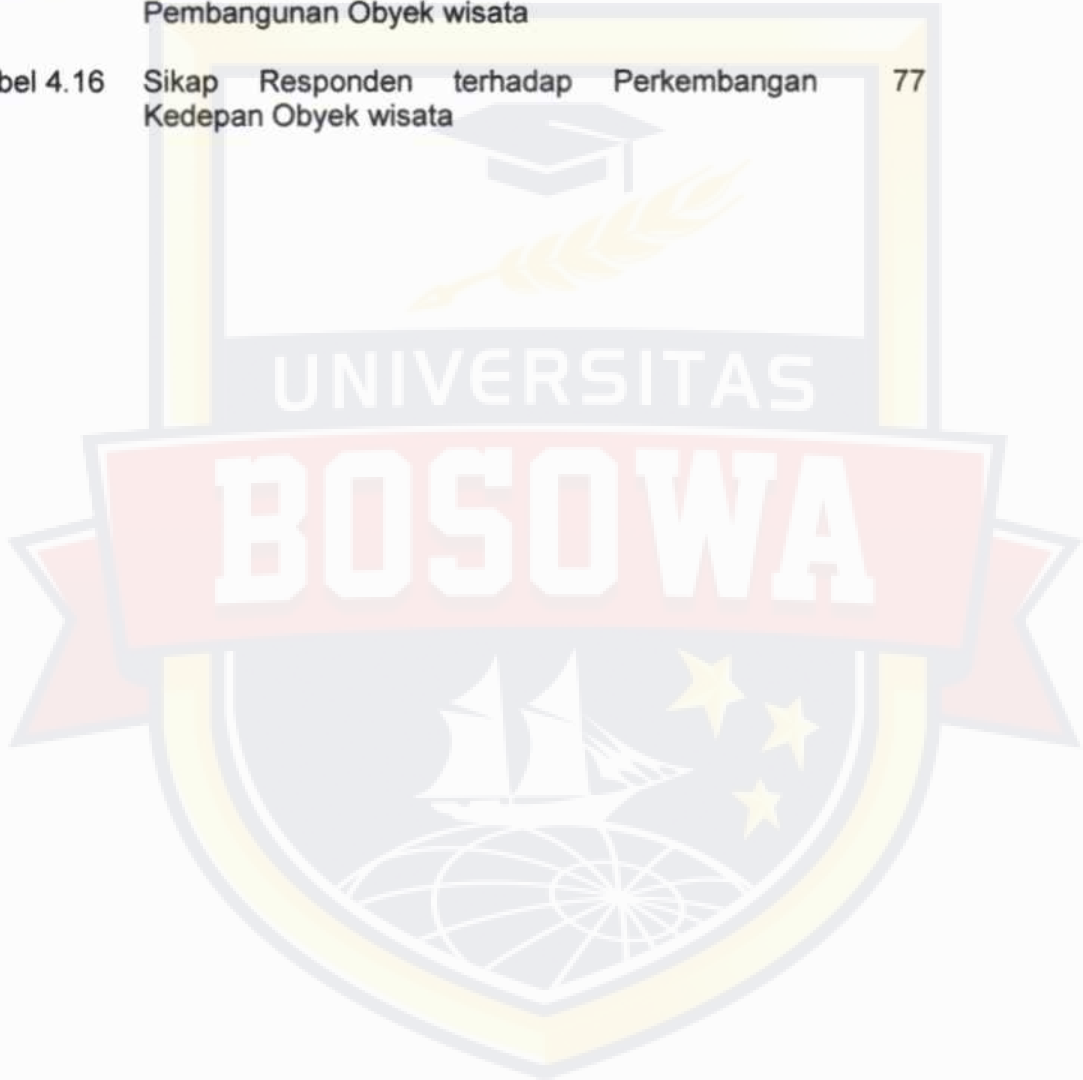 Pembangunan Obyek wisata
bel 4.16 Sikap Responden terhadap Perkembangan 77
Kedepan Obyek wisata
UNIVERSITAS
BOSOWA